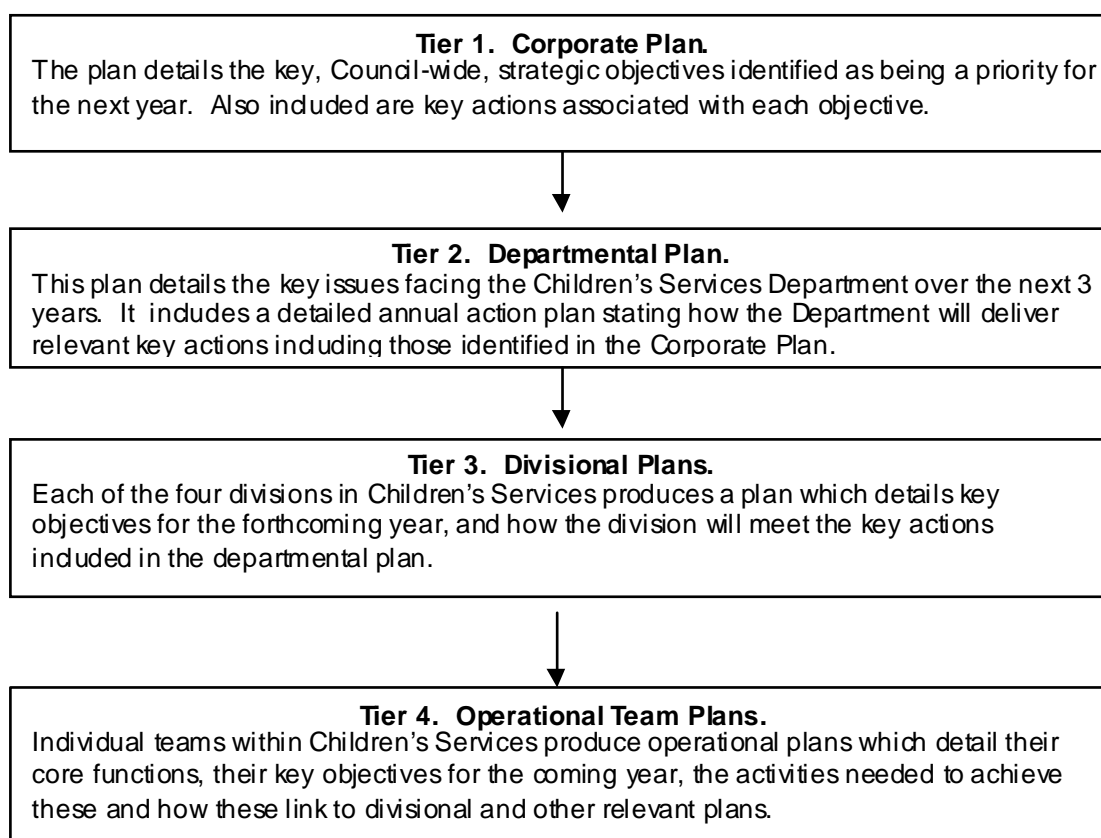 Tier 1.  Corporate Plan.
The plan details the key, Council-wide, strategic objectives identified as being a priority for
the next year.  Also included are key actions associated with each objective.
Tier 2.  Departmental Plan.
This plan details the key issues facing the Children's Services Department over the next 3
years.  It includes a detailed annual action plan stating how the Department will deliver
relevant key actions including those identified in the Corporate Plan.
Tier 3.  Divisional Plans.
Each of the four divisions in Children's Services produces a plan which details key
objectives for the forthcoming year, and how the division will meet the key actions
included in the departmental plan.
Tier 4.  Operational Team Plans.
Individual teams within Children's Services produce operational plans which detail their
core functions, their key objectives for the coming year, the activities needed to achieve
these and how these link to divisional and other relevant plans.